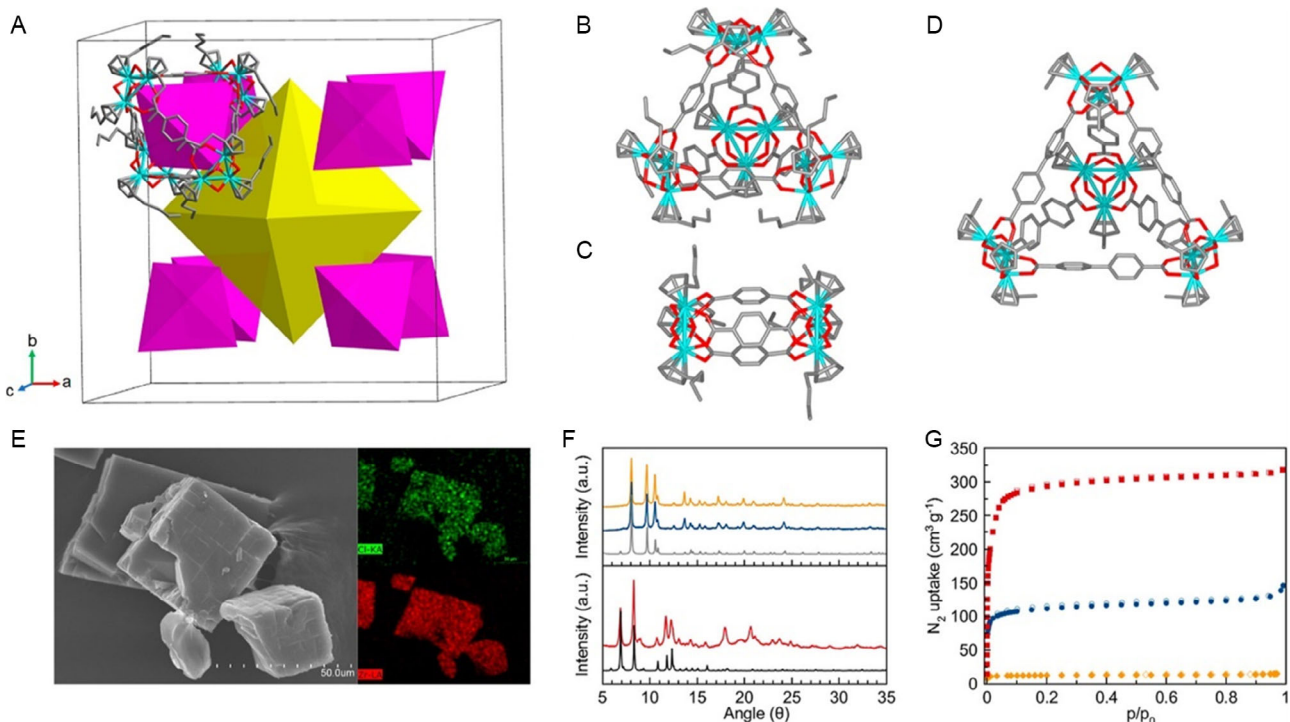 A
B
D
C
b
a
c
E
F
G
50.0um
Intensity (a.u.)
Intensity (a.u.)
5 10 15 20 25 30 35
Angle (θ)
N2 uptake (cm3 g-1)
350
300
250
200
150
100
50
0
0 0.2 0.4 0.6 0.8 1
p/p0